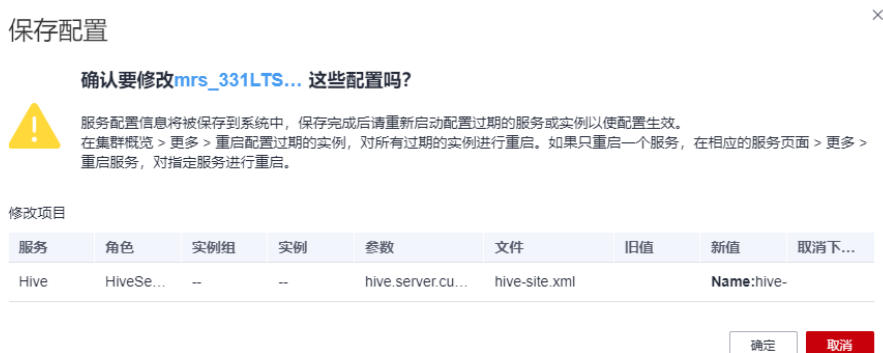 保存配置
确认要修改mrs_331LTS... 这些配置吗?
服务配置信息将被保存到系统中，保存完成后请重新启动配置过期的服务或实例以使配置生效。
在集群概览 > 更多 > 重启配置过期的实例，对所有过期的实例进行重启。如果只重启一个服务，在相应的服务页面 > 更多 >
重启服务，对指定服务进行重启。
修改项目
服务 角色 实例组 实例 参数 文件 旧值 新值 取消下...
Hive HiveSe... -- -- hive.server.cu... hive-site.xml Name:hive-
确定 取消